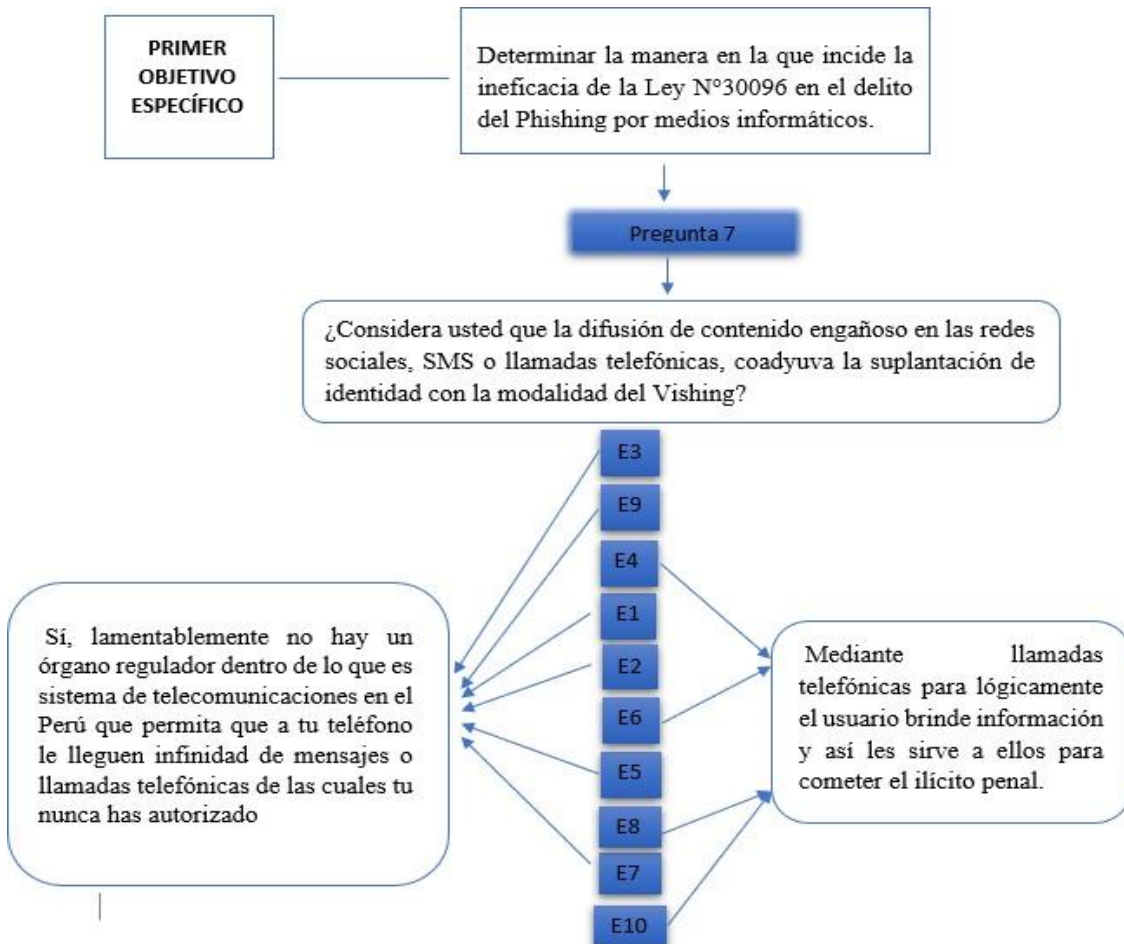 PRIMER
OBJETIVO
ESPECÍFICO
Determinar la manera en la que incide la
ineficacia de la Ley N°30096 en el delito
del Phishing por medios informáticos.
Pregunta 7
¿Considera usted que la difusión de contenido engañoso en las redes
sociales, SMS o llamadas telefónicas, coadyuva la suplantación de
identidad con la modalidad del Vishing?
E3
E9
E4
E1
E2
E6
E5
E8
E7
E10
Sí, lamentablemente no hay un
órgano regulador dentro de lo que es
sistema de telecomunicaciones en el
Perú que permita que a tu teléfono
le lleguen infinidad de mensajes o
llamadas telefónicas de las cuales tu
nunca has autorizado
Mediante llamadas
telefónicas para lógicamente
el usuario brinde información
y así les sirve a ellos para
cometer el ilícito penal.